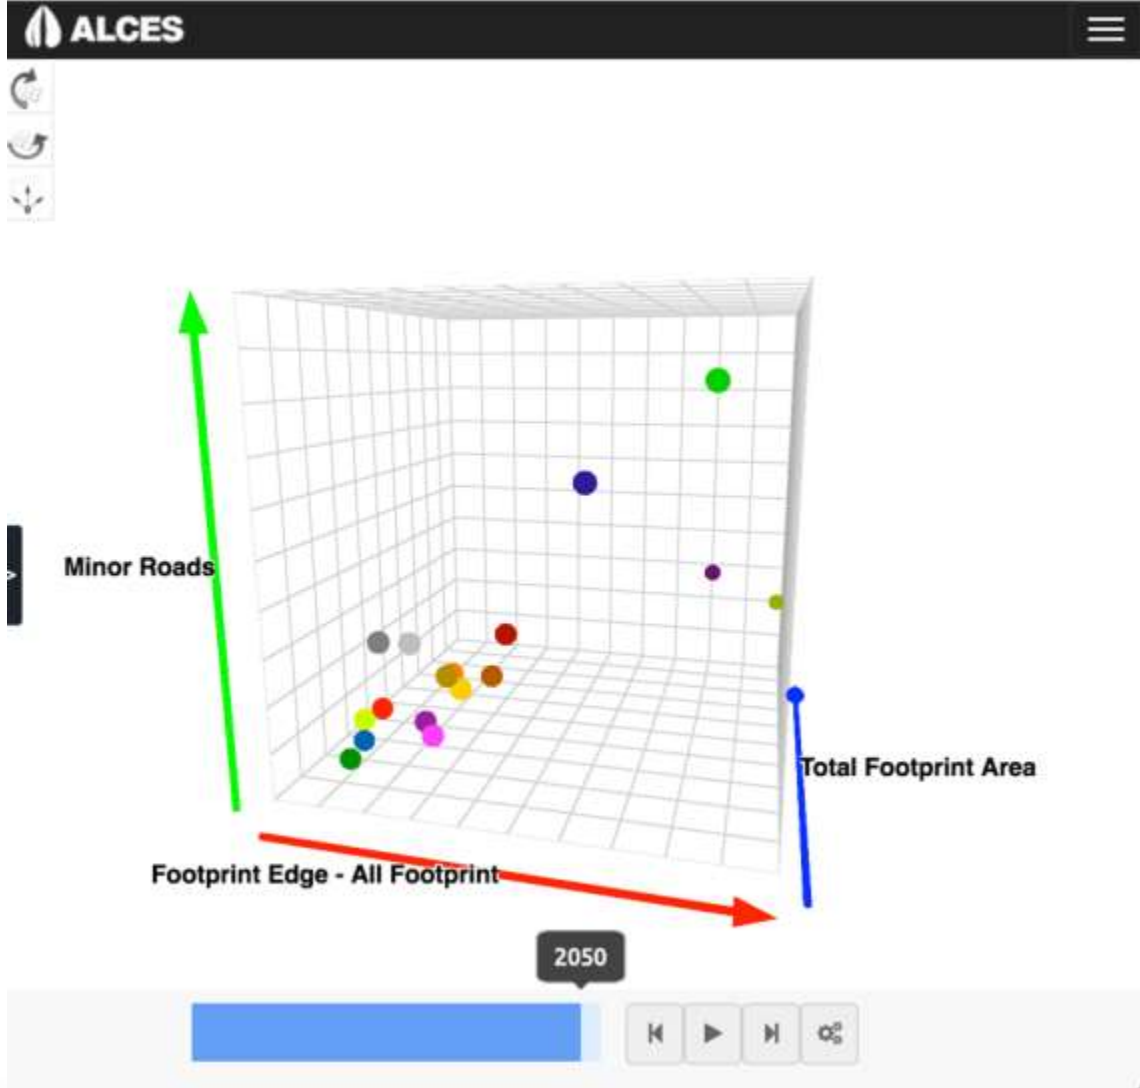 ALCES
Minor Roads
Total Footprint Area
Footprint Edge - All Footprint
2050